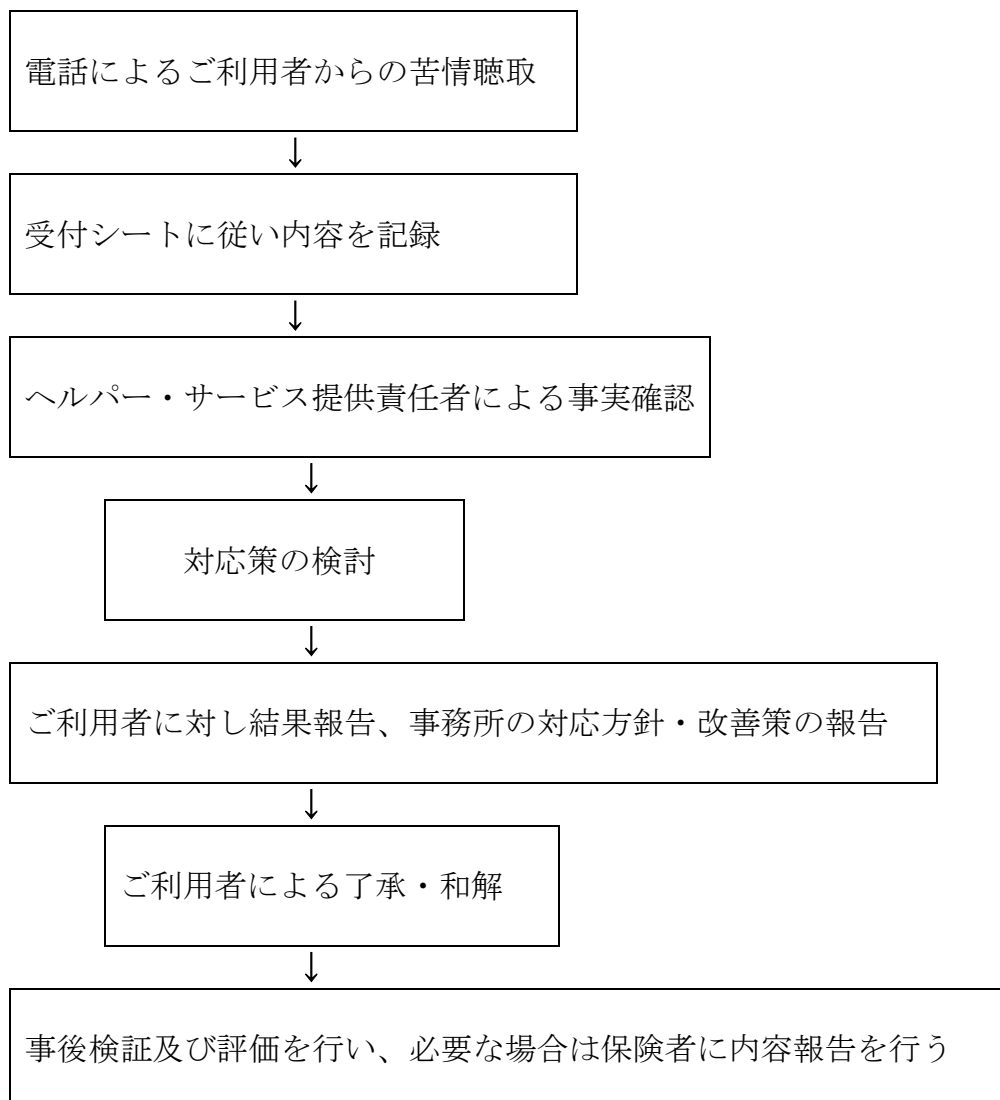 電話によるご利用者からの苦情聴取
↓
受付シートに従い内容を記録
↓
ヘルパー・サービス提供責任者による事実確認
↓
対応策の検討
↓
ご利用者に対し結果報告、事務所の対応方針・改善策の報告
↓
ご利用者による了承・和解
↓
事後検証及び評価を行い、必要な場合は保険者に内容報告を行う